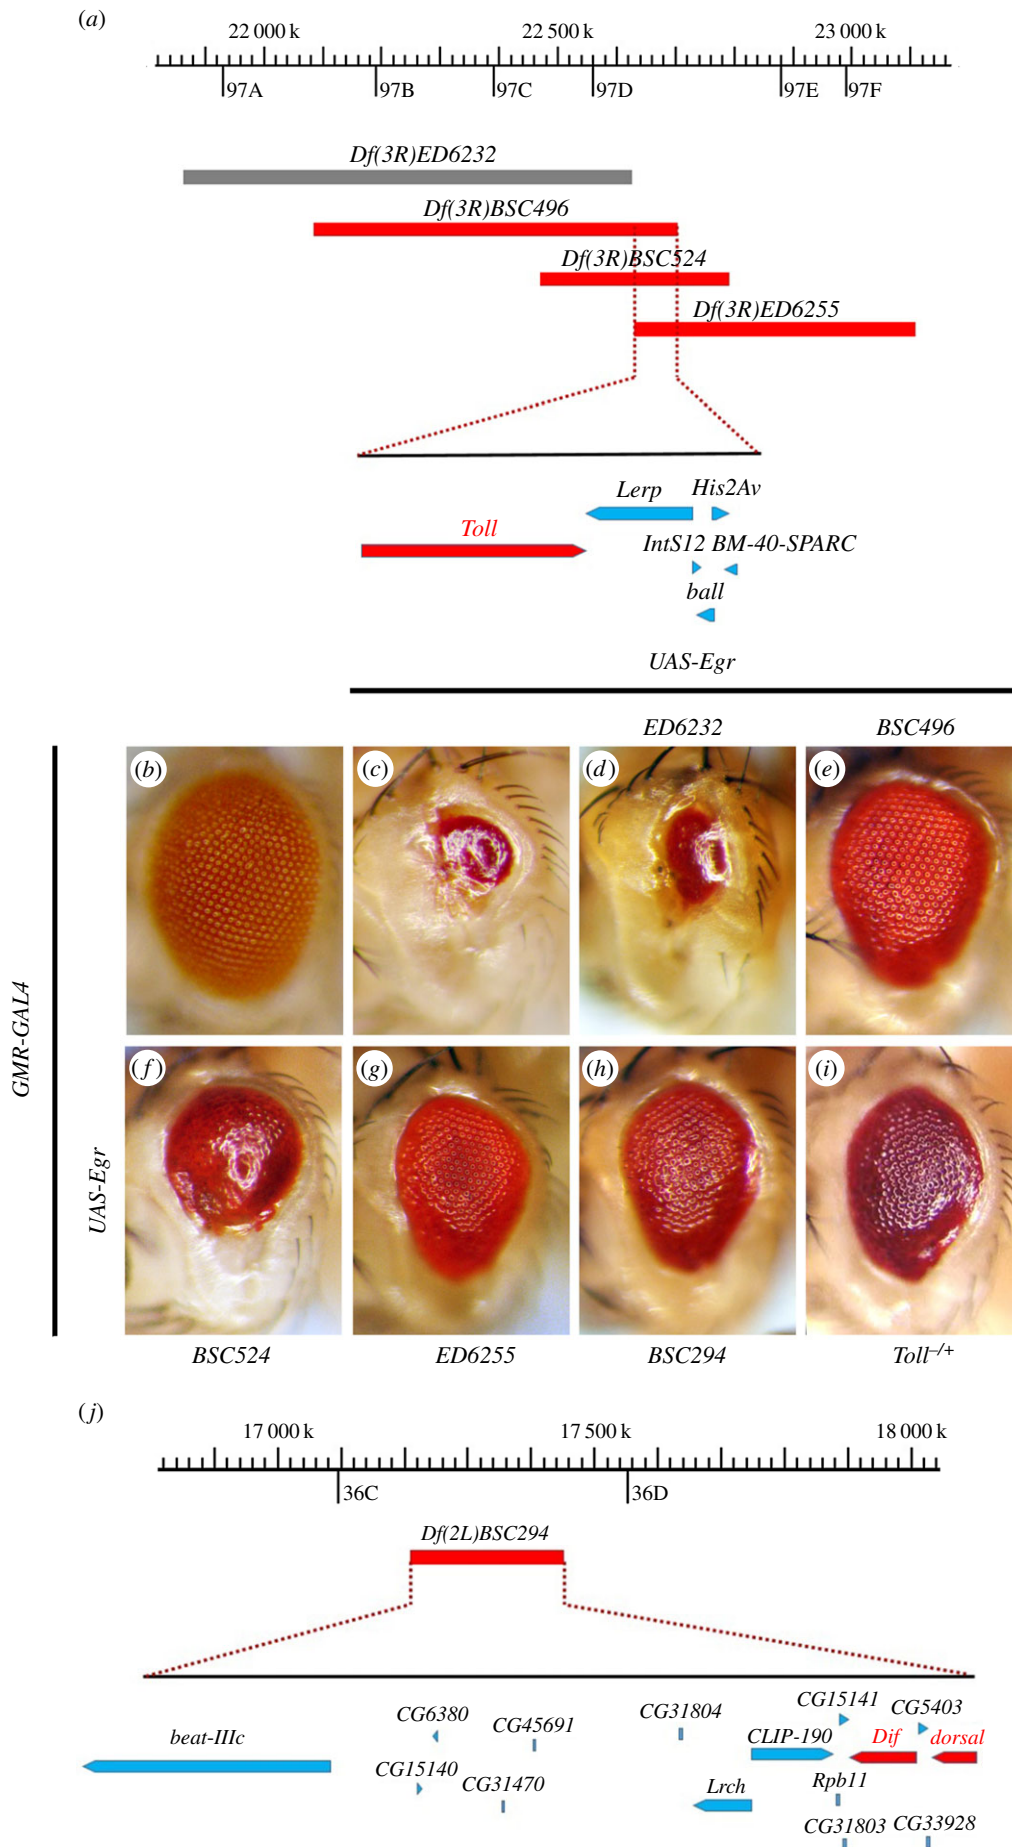 (a)
22 000 k 22 500 k 23 000 k
97A 97B 97C 97D 97E 97F
Df(3R)ED6232
Df(3R)BSC496
Df(3R)BSC524
Df(3R)ED6255
Lerp His2Av
Toll
IntS12 BM-40-SPARC
ball
UAS-Egr
ED6232 BSC496
(b) (c) (d) (e)
GMR-GAL4
UAS-Egr
(f) (g) (h) (i)
BSC524 ED6255 BSC294 Toll–/+
(j)
17 000 k 17 500 k 18 000 k
36C 36D
Df(2L)BSC294
CG15141
CG6380 CG31804 CG5403
CG45691
beat-IIIc CLIP-190 Dif dorsal
CG15140
CG31470 Lrch Rpb11
CG31803 CG33928